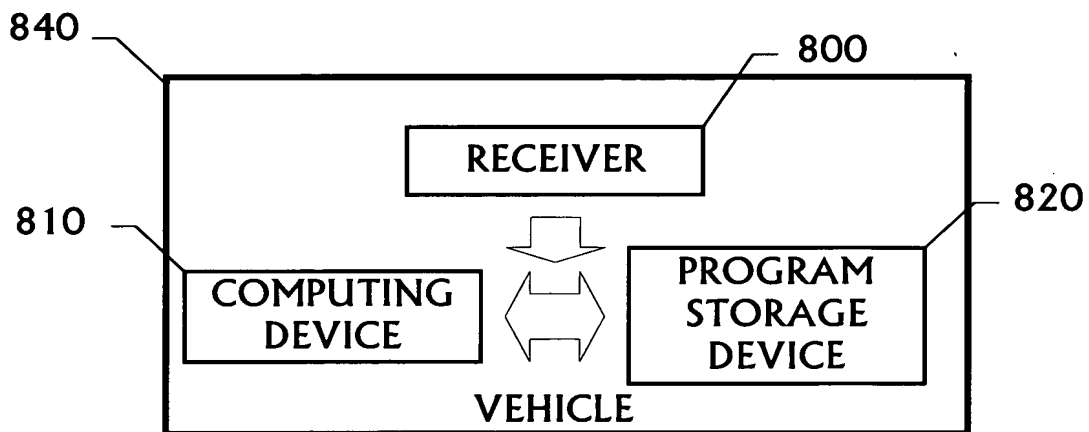 840
800
RECEIVER
810
820
COMPUTING
DEVICE
PROGRAM
STORAGE
DEVICE
VEHICLE